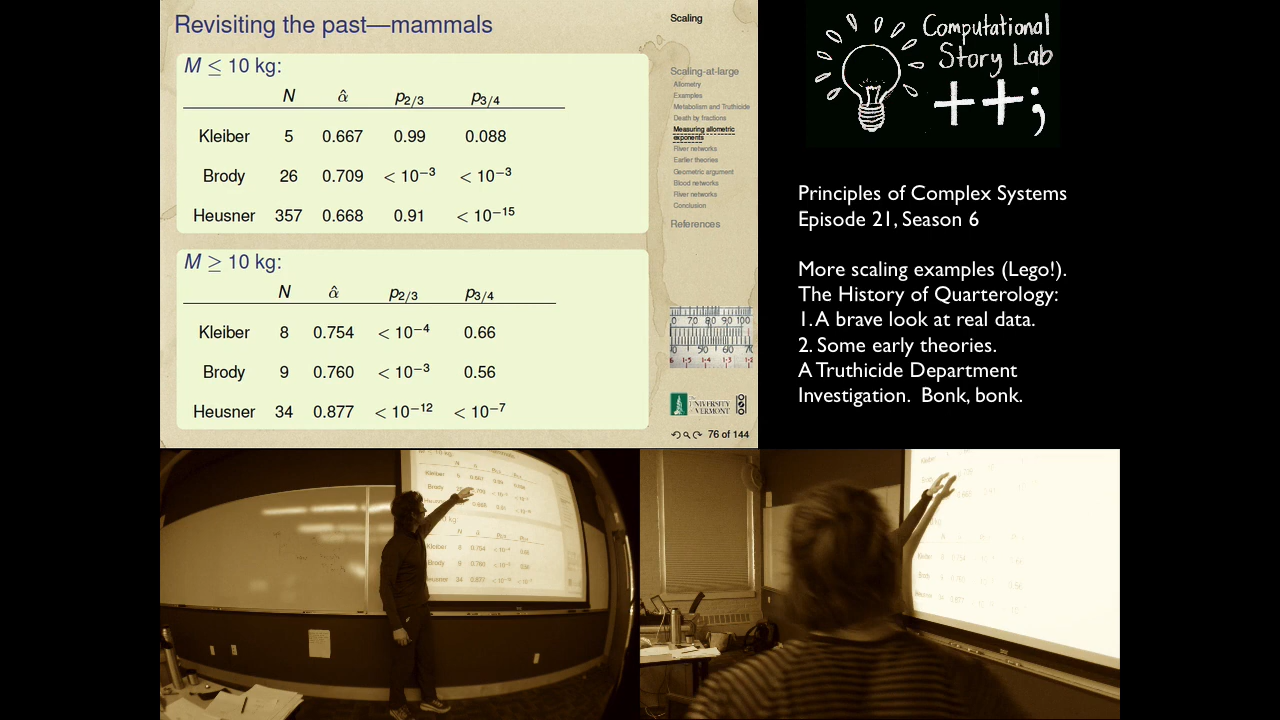 Revisiting the past—mammals
M ≤ 10 kg:
N α̂ p2/3 p3/4
Kleiber 5 0.667 0.99 0.088
Brody 26 0.709 < 10−3 < 10−3
Heusner 357 0.668 0.91 < 10−15
M ≥ 10 kg:
N α̂ p2/3 p3/4
Kleiber 8 0.754 < 10−4 0.66
Brody 9 0.760 < 10−3 0.56
Heusner 34 0.877 < 10−12 < 10−7
Scaling
Scaling-at-large
Allometry
Examples
Metabolism and Truthicide
Death by fractions
Measuring allometric
exponents
River networks
Earlier theories
Geometric argument
Blood networks
River networks
Conclusion
References
The
UNIVERSITY
of VERMONT
76 of 144
Computational
Story Lab
++;
Principles of Complex Systems
Episode 21, Season 6
More scaling examples (Lego!).
The History of Quarterology:
1. A brave look at real data.
2. Some early theories.
A Truthicide Department
Investigation. Bonk, bonk.